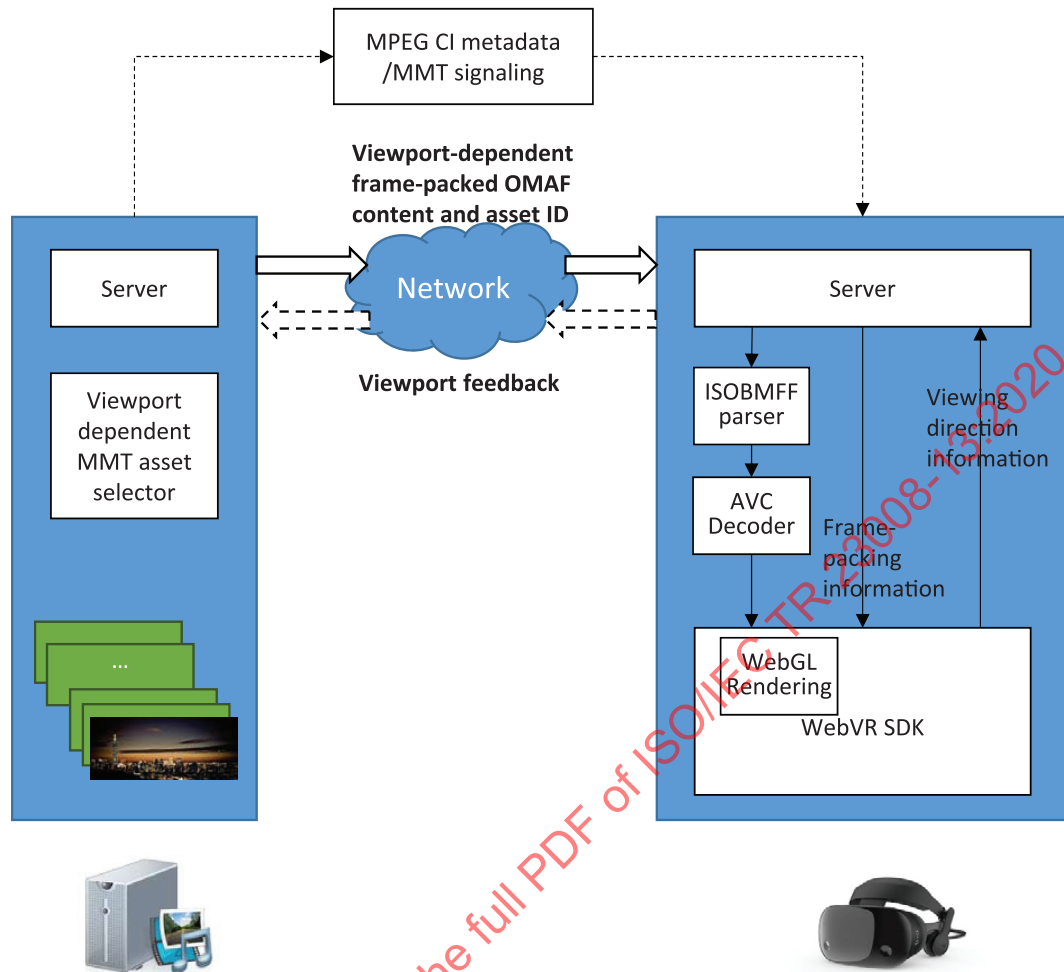 MPEG CI metadata
/MMT signaling
Viewport-dependent
frame-packed OMAF
content and asset ID
Server
Network
Server
Viewport feedback
Viewport
dependent
MMT asset
selector
ISOBMFF
parser
Viewing
direction
information
AVC
Decoder
Frame-
packing
information
...
WebGL
Rendering
WebVR SDK
he full PDF of ISO/IEC TR 23008-13:2020